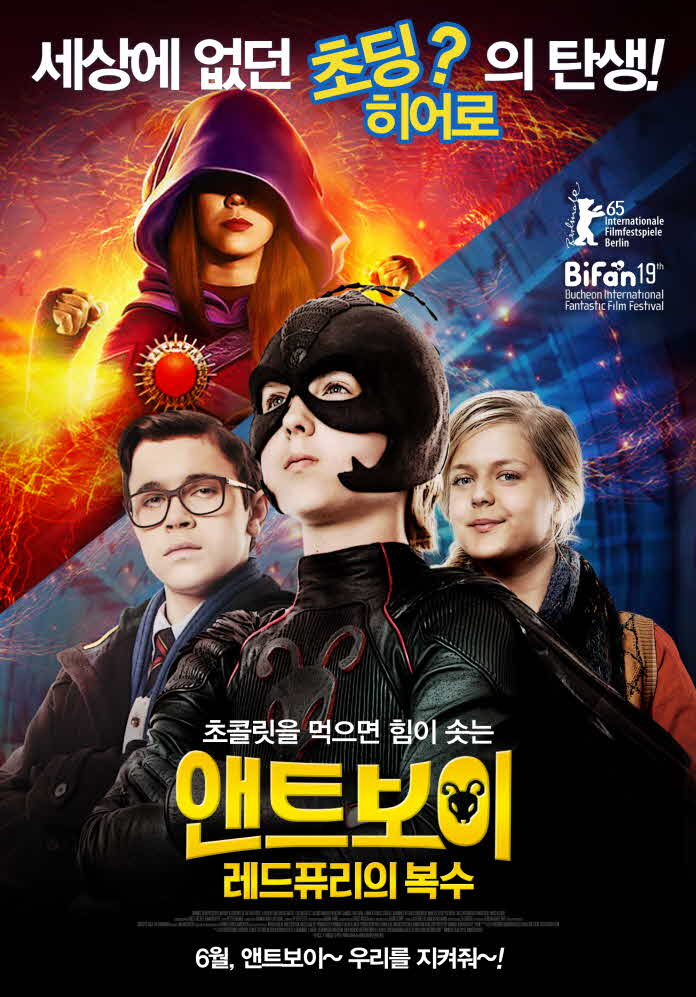 세상에 없던 초딩? 히어로 의 탄생!
Berlinale
65
Internationale
Filmfestspiele
Berlin
BiFan 19th
Bucheon International
Fantastic Film Festival
초콜릿을 먹으면 힘이 솟는
앤트보이
레드퓨리의 복수
6월, 앤트보이~ 우리를 지켜줘~!